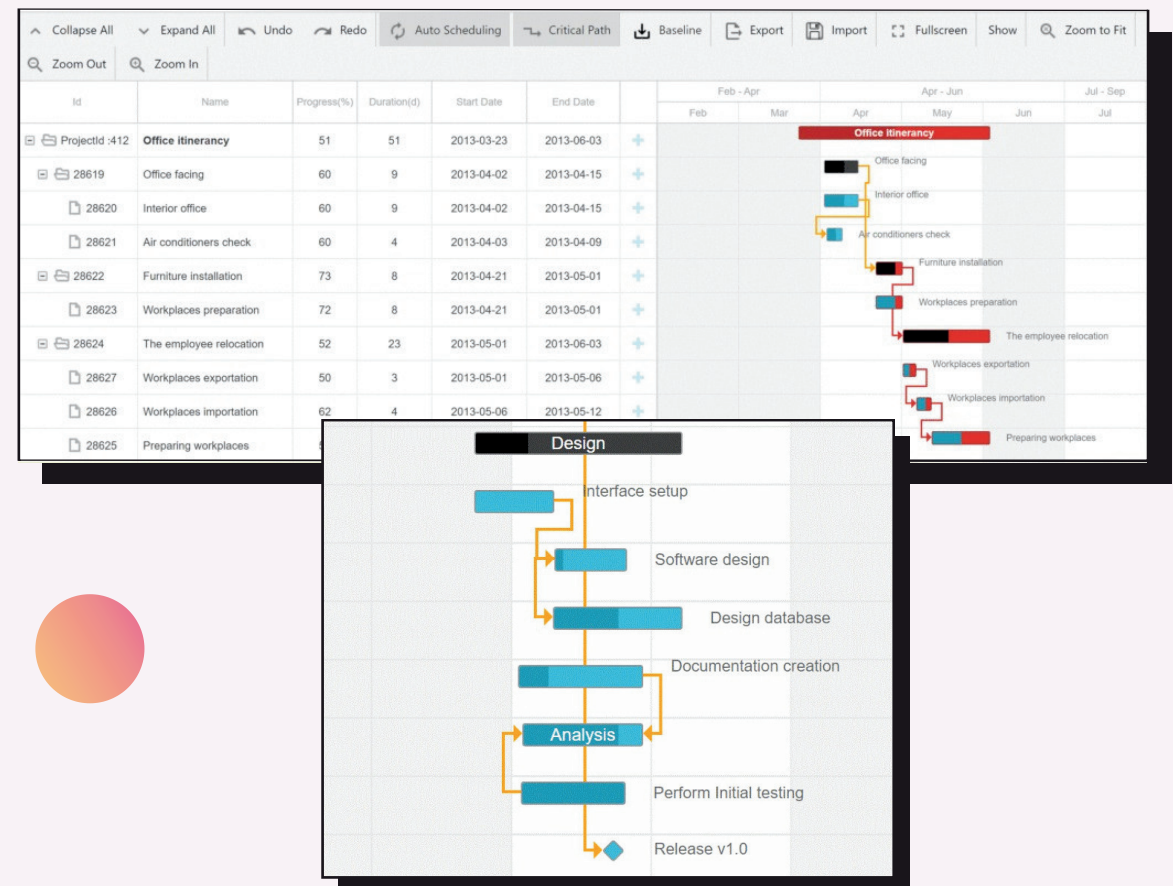 Collapse All Expand All Undo Redo Auto Scheduling Critical Path Baseline Export Import Fullscreen Show Zoom to Fit
Zoom Out Zoom In
Id Name Progress(%) Duration(d) Start Date End Date Feb - Apr Apr - Jun Jul - Sep
Feb Mar Apr May Jun Jul
ProjectId :412 Office itinerancy 51 51 2013-03-23 2013-06-03 Office Itinerancy
28619 Office facing 60 9 2013-04-02 2013-04-15 Office facing
28620 Interior office 60 9 2013-04-02 2013-04-15 Interior office
28621 Air conditioners check 60 4 2013-04-03 2013-04-09 Air conditioners check
28622 Furniture installation 73 8 2013-04-21 2013-05-01 Furniture installation
28623 Workplaces preparation 72 8 2013-04-21 2013-05-01 Workplaces preparation
28624 The employee relocation 52 23 2013-05-01 2013-06-03 The employee relocation
28627 Workplaces exportation 50 3 2013-05-01 2013-05-06 Workplaces exportation
28626 Workplaces importation 62 4 2013-05-06 2013-05-12 Workplaces importation
28625 Preparing workplaces Preparing workplaces
Design
Interface setup
Software design
Design database
Documentation creation
Analysis
Perform Initial testing
Release v1.0